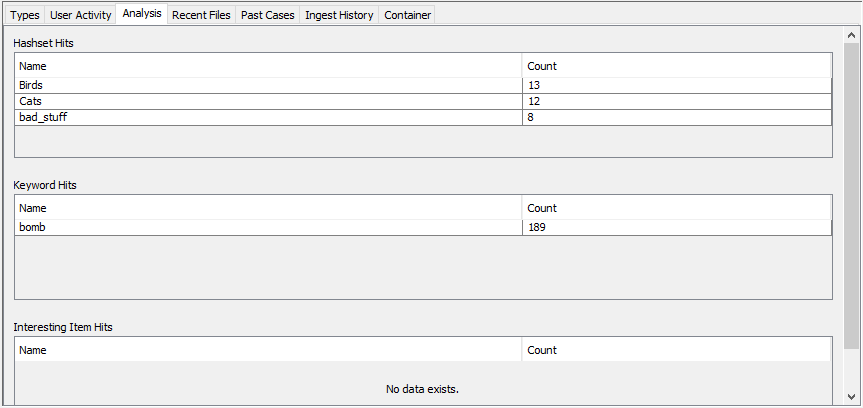 Types User Activity Analysis Recent Files Past Cases Ingest History Container
Hashset Hits
Name Count
Birds 13
Cats 12
bad_stuff 8
Keyword Hits
Name Count
bomb 189
Interesting Item Hits
Name Count
No data exists.